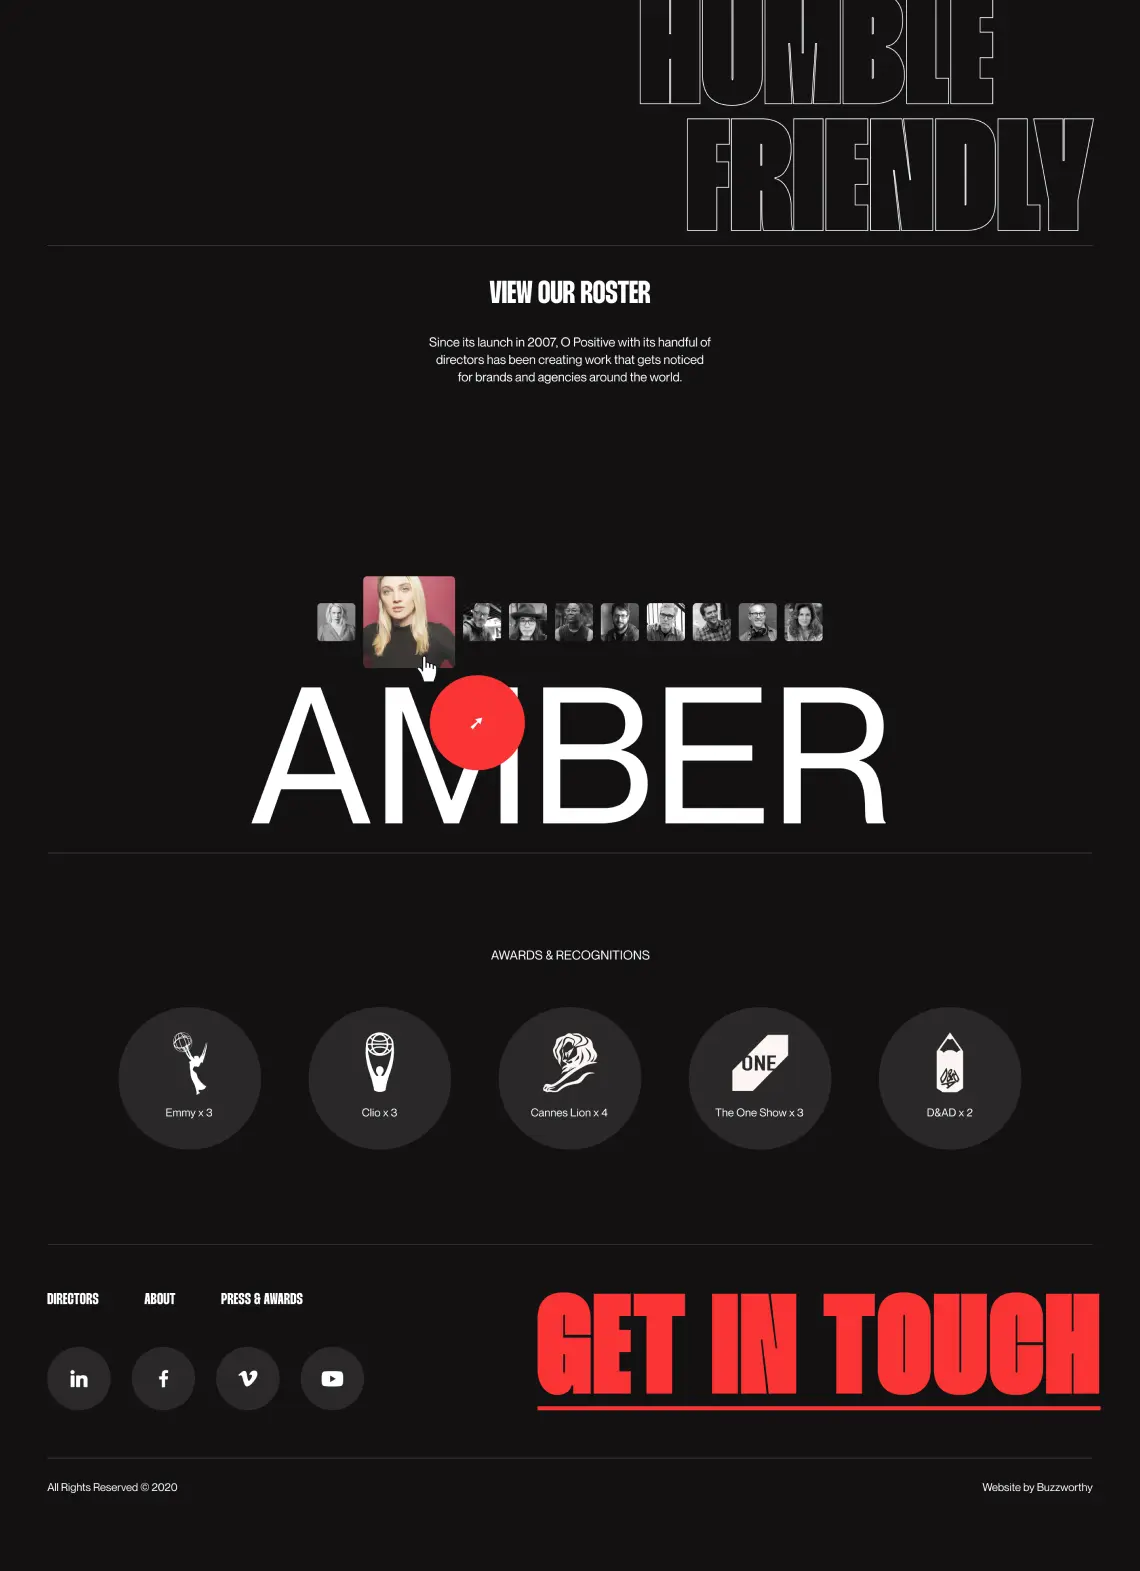 HUMBLE
FRIENDLY
VIEW OUR ROSTER
Since its launch in 2007, O Positive with its handful of
directors has been creating work that gets noticed
for brands and agencies around the world.
AMBER
AWARDS & RECOGNITIONS
ONE
D&AD
Emmy x 3
Clio x 3
Cannes Lion x 4
The One Show x 3
D&AD x 2
DIRECTORS
ABOUT
PRESS & AWARDS
GET IN TOUCH
in
f
All Rights Reserved © 2020
Website by Buzzworthy